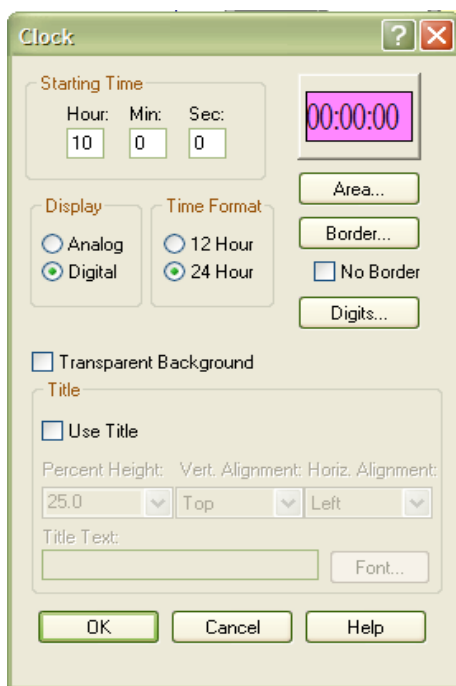 Clock
Starting Time
Hour: Min: Sec:
10 0 0
00:00:00
Area...
Display
Time Format
Border...
Analog
12 Hour
Digital
24 Hour
No Border
Digits...
Transparent Background
Title
Use Title
Percent Height: Vert. Alignment: Horiz. Alignment:
25.0 Top Left
Title Text:
Font...
OK Cancel Help